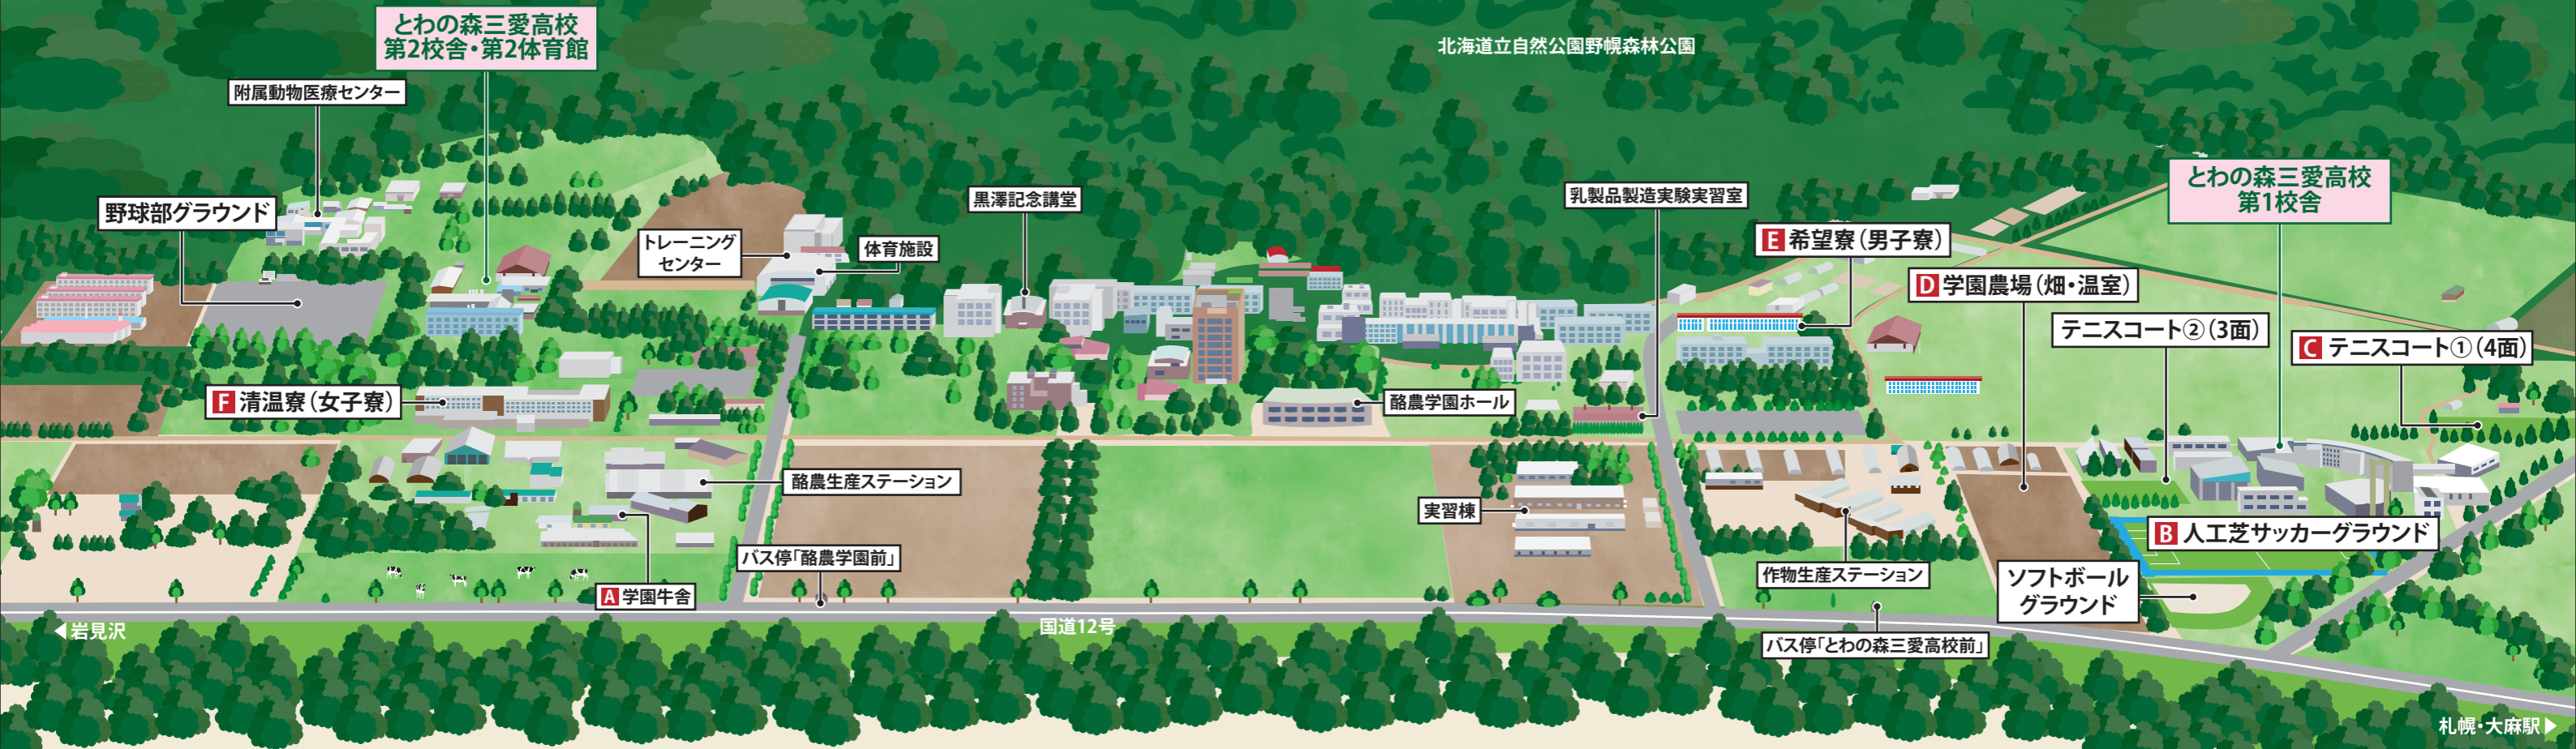 とわの森三愛高校
第2校舎・第2体育館
北海道立自然公園野幌森林公園
附属動物医療センター
とわの森三愛高校
第1校舎
野球部グラウンド
黒澤記念講堂
乳製品製造実験実習室
トレーニング
センター
体育施設
E 希望寮(男子寮)
D 学園農場(畑・温室)
テニスコート②(3面)
C テニスコート①(4面)
F 清温寮(女子寮)
酪農学園ホール
酪農生産ステーション
実習棟
B 人工芝サッカーグラウンド
バス停「酪農学園前」
作物生産ステーション
ソフトボール
グラウンド
A 学園牛舎
◀岩見沢
国道12号
バス停「とわの森三愛高校前」
札幌・大麻駅▶